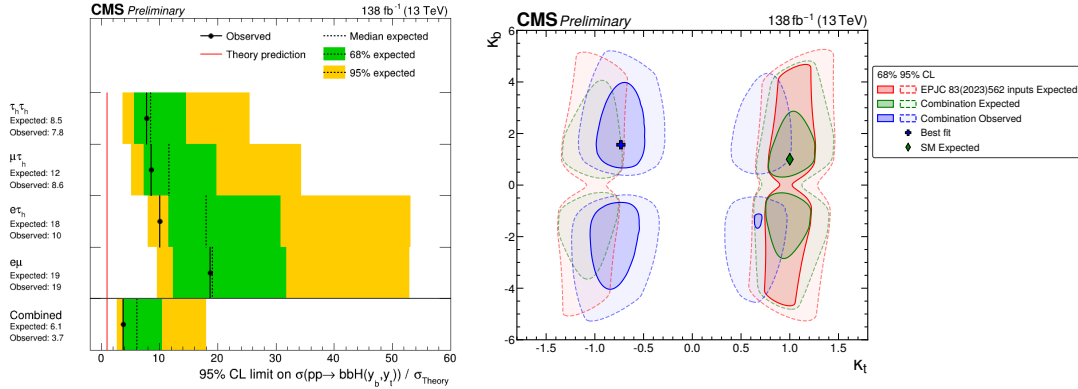 CMS Preliminary
138 fb⁻¹ (13 TeV)
Observed
Theory prediction
Median expected
68% expected
95% expected
τₕτₕ
Expected: 8.5
Observed: 7.8
μτₕ
Expected: 12
Observed: 8.6
eτₕ
Expected: 18
Observed: 10
eμ
Expected: 19
Observed: 19
Combined
Expected: 6.1
Observed: 3.7
0 10 20 30 40 50 60
95% CL limit on σ(pp→ bbH(y_b,y_t)) / σ_Theory
CMS Preliminary
138 fb⁻¹ (13 TeV)
κ_b
6
4
2
0
-2
-4
-6
-1.5 -1.0 -0.5 0.0 0.5 1.0 1.5
κ_t
68% 95% CL
EPJC 83(2023)562 inputs Expected
Combination Expected
Combination Observed
Best fit
SM Expected